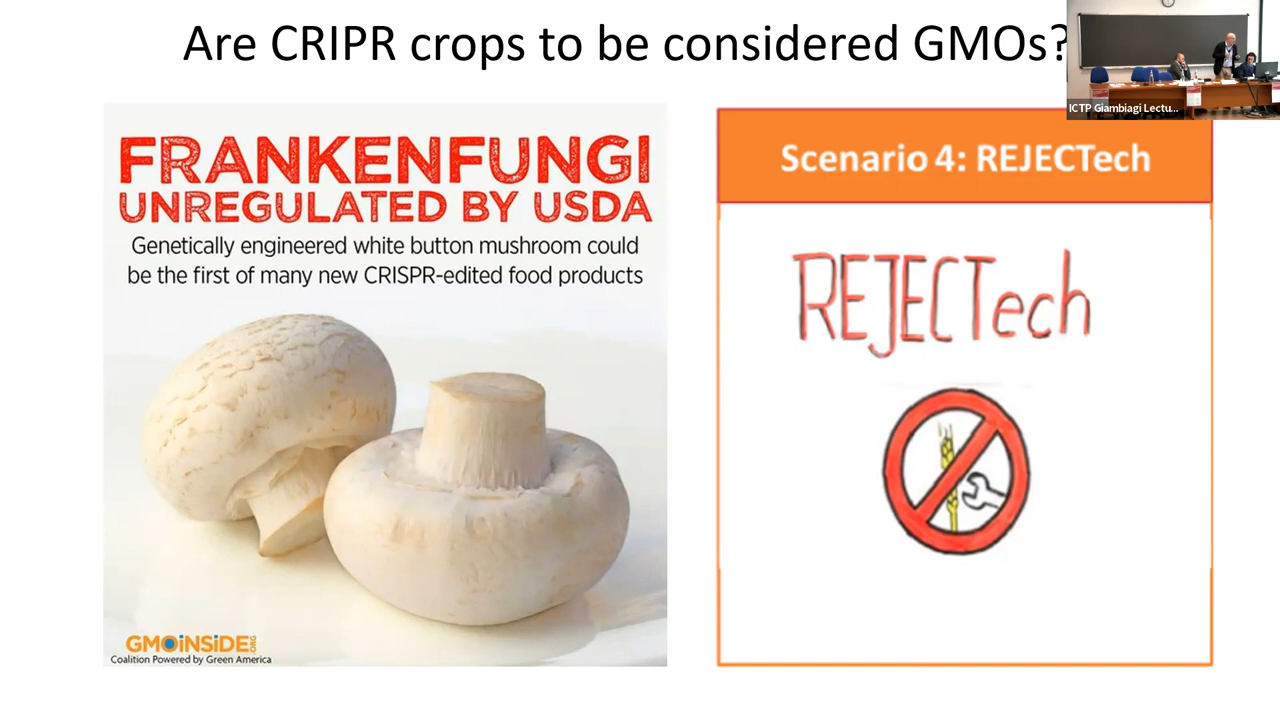 Are CRIPR crops to be considered GMOs?
ICTP Giambiagi Lectu...
FRANKENFUNGI
UNREGULATED BY USDA
Genetically engineered white button mushroom could
be the first of many new CRISPR-edited food products
GMOINSIDE.ORG
Coalition Powered by Green America
Scenario 4: REJECTech
REJECTech